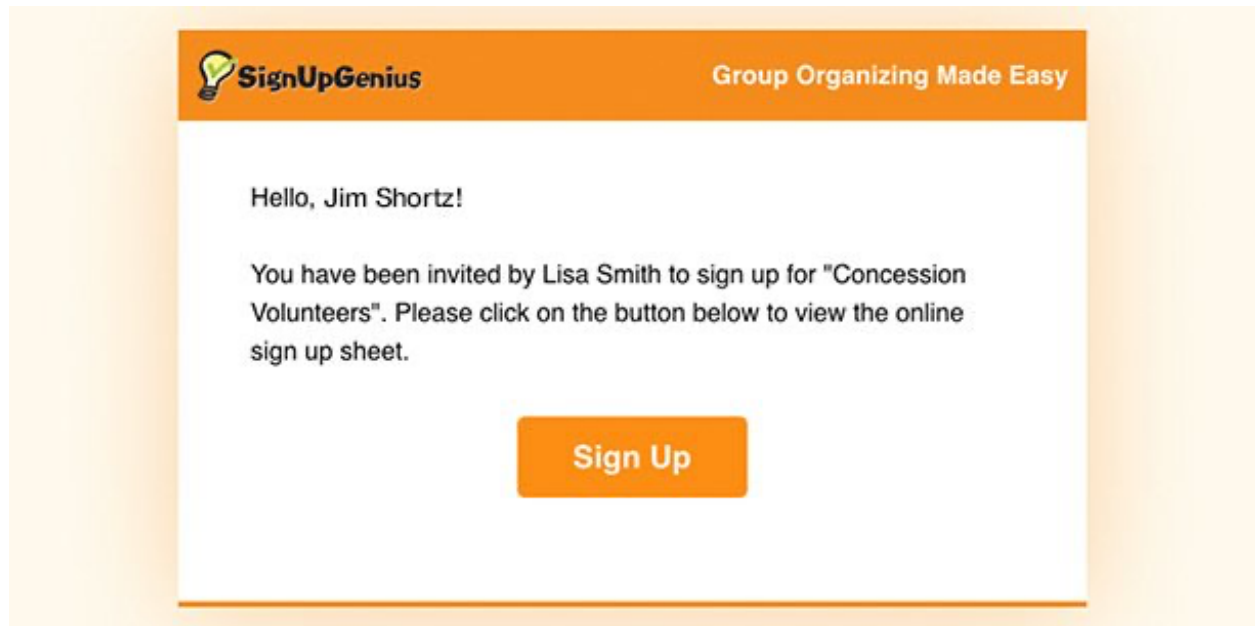 SignUpGenius
Group Organizing Made Easy
Hello, Jim Shortz!
You have been invited by Lisa Smith to sign up for "Concession
Volunteers". Please click on the button below to view the online
sign up sheet.
Sign Up